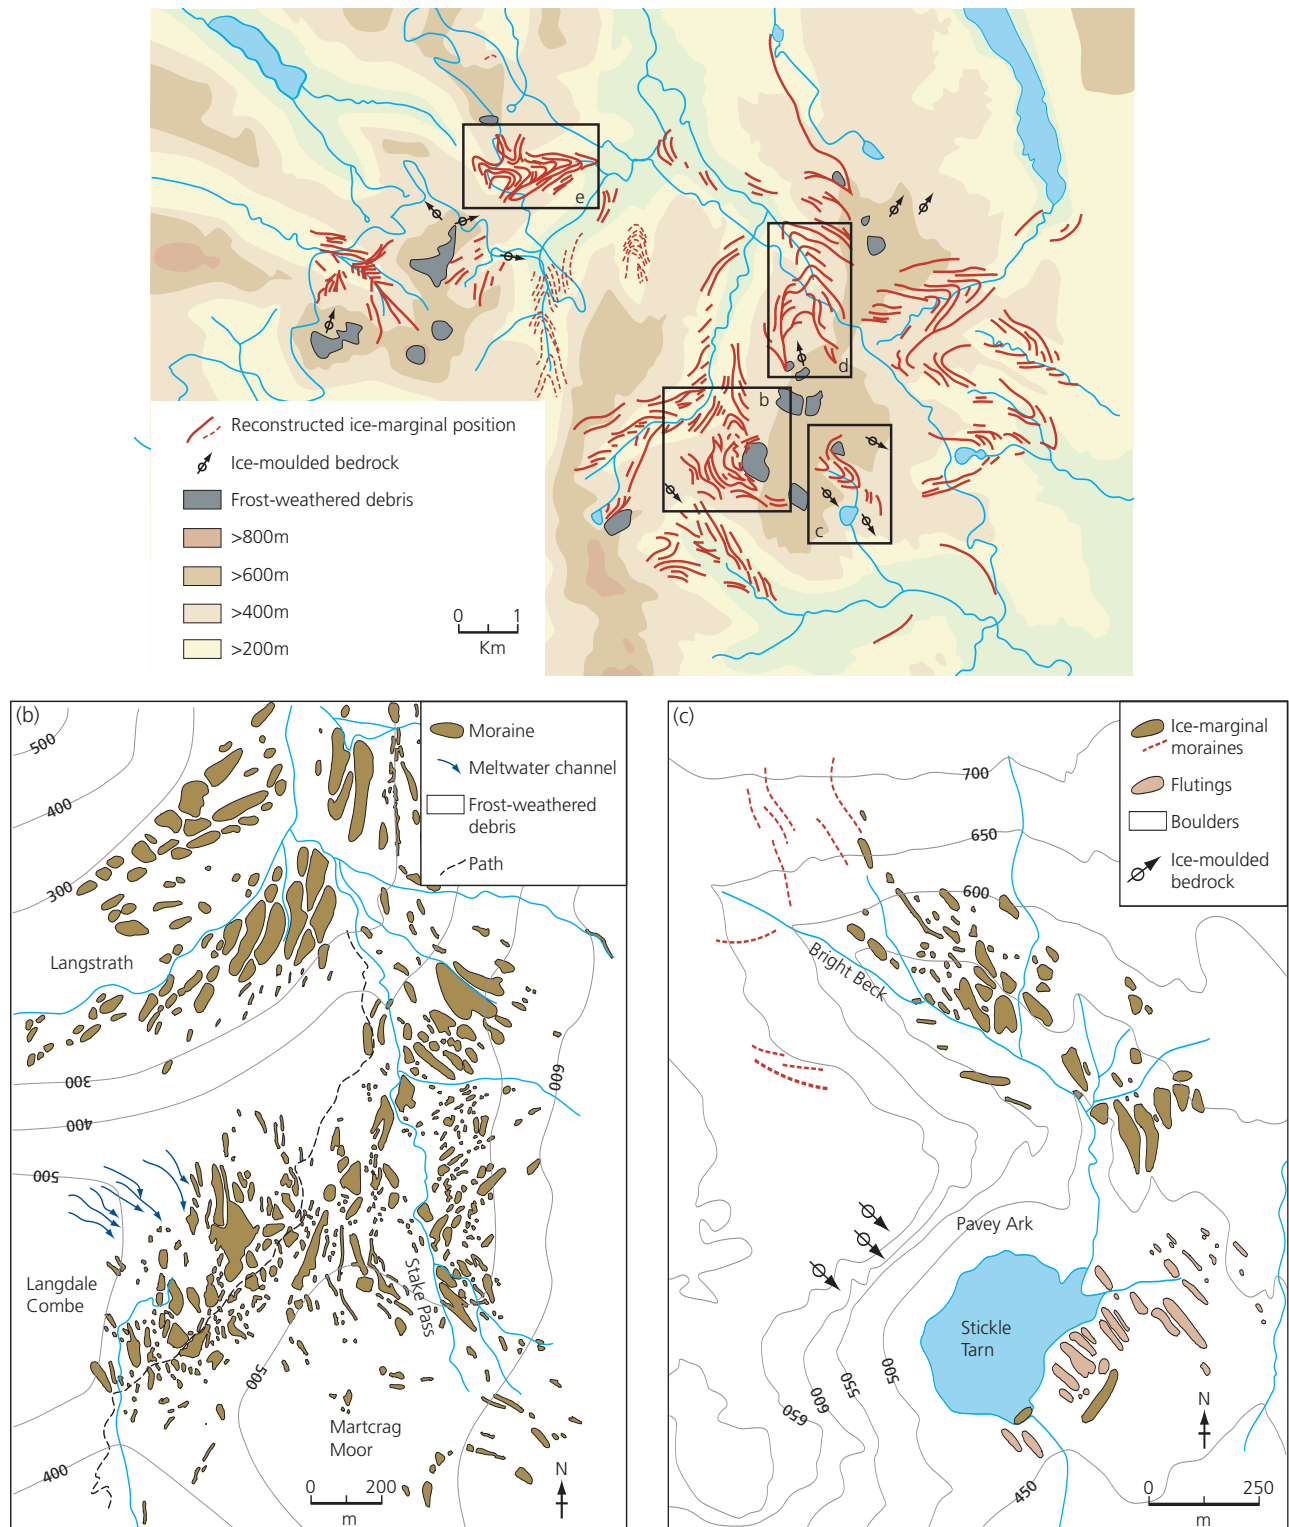 e
d
b
c
Reconstructed ice-marginal position
Ice-moulded bedrock
Frost-weathered debris
>800m
>600m
>400m
>200m
0 1
Km
(b)
500
400
300
Langstrath
300
400
500
600
Langdale
Combe
Stake Pass
500
Martcrag
Moor
400
0 200
m
N
Moraine
Meltwater channel
Frost-weathered
debris
Path
(c)
700
650
600
Bright Beck
Pavey Ark
Stickle
Tarn
500
550
600
650
450
N
0 250
m
Ice-marginal
moraines
Flutings
Boulders
Ice-moulded
bedrock